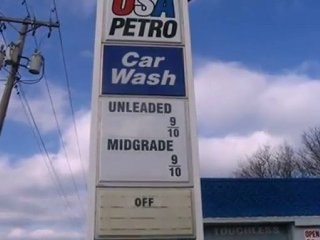 USA
PETRO
Car
Wash
UNLEADED
9
10
MIDGRADE
9
10
OFF
TOUCHLESS
OPEN